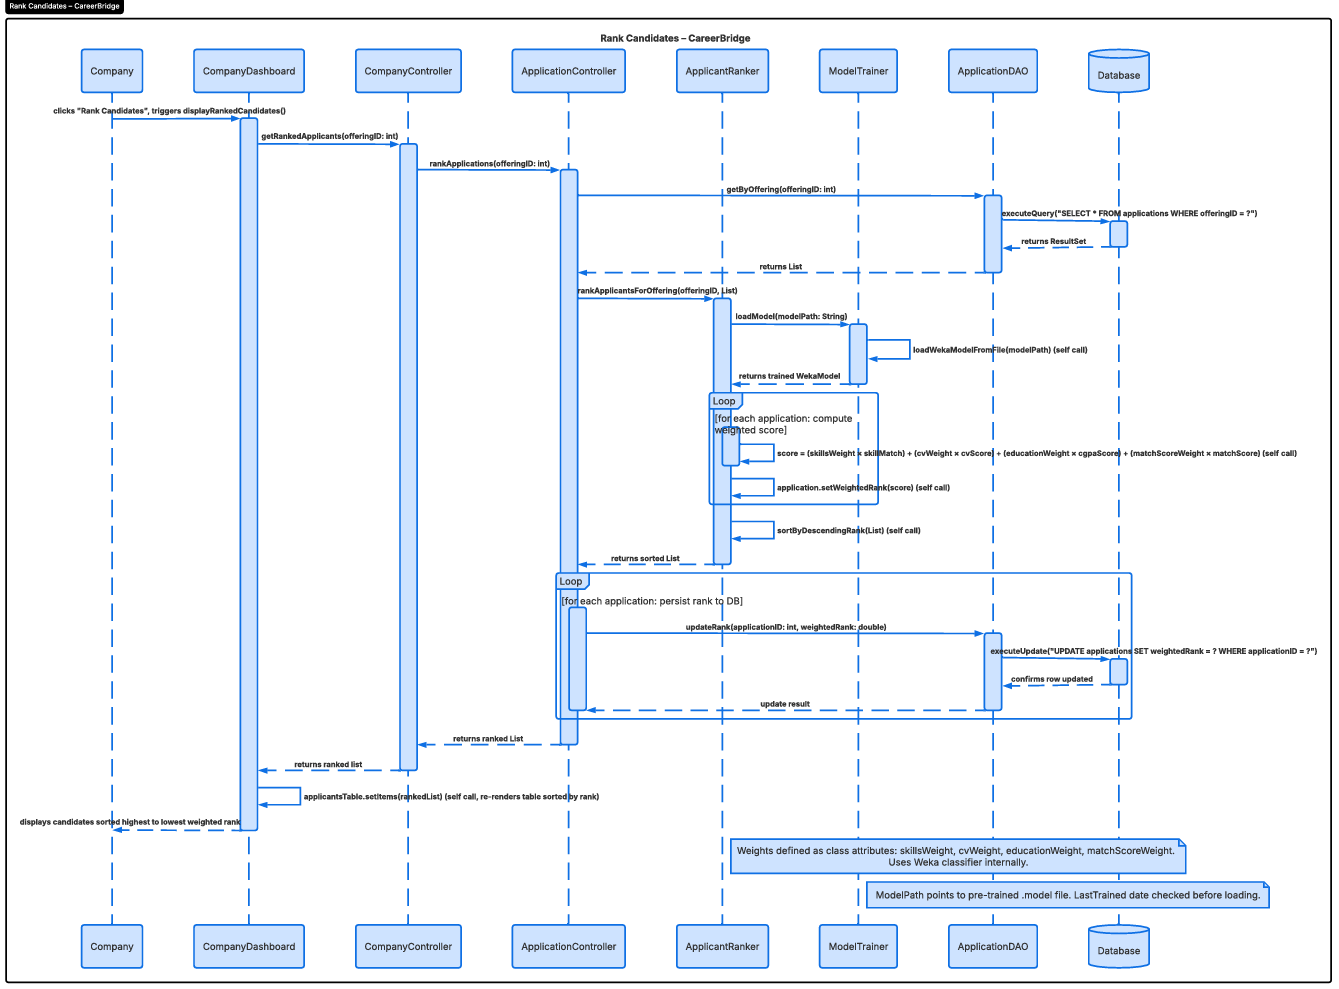 Rank Candidates – CareerBridge
Rank Candidates – CareerBridge
Company
CompanyDashboard
CompanyController
ApplicationController
ApplicantRanker
ModelTrainer
ApplicationDAO
Database
clicks "Rank Candidates", triggers displayRankedCandidates()
getRankedApplicants(offeringID: int)
rankApplications(offeringID: int)
getByOffering(offeringID: int)
executeQuery("SELECT * FROM applications WHERE offeringID = ?")
returns ResultSet
returns List
rankApplicantsForOffering(offeringID, List)
loadModel(modelPath: String)
loadWekaModelFromFile(modelPath) (self call)
returns trained WekaModel
Loop
[for each application: compute
weighted score]
score = (skillsWeight × skillMatch) + (cvWeight × cvScore) + (educationWeight × cgpaScore) + (matchScoreWeight × matchScore) (self call)
application.setWeightedRank(score) (self call)
sortByDescendingRank(List) (self call)
returns sorted List
Loop
[for each application: persist rank to DB]
updateRank(applicationID: int, weightedRank: double)
executeUpdate("UPDATE applications SET weightedRank = ? WHERE applicationID = ?")
confirms row updated
update result
returns ranked List
returns ranked list
applicantsTable.setItems(rankedList) (self call, re-renders table sorted by rank)
displays candidates sorted highest to lowest weighted rank
Weights defined as class attributes: skillsWeight, cvWeight, educationWeight, matchScoreWeight.
Uses Weka classifier internally.
ModelPath points to pre-trained .model file. LastTrained date checked before loading.
Company
CompanyDashboard
CompanyController
ApplicationController
ApplicantRanker
ModelTrainer
ApplicationDAO
Database